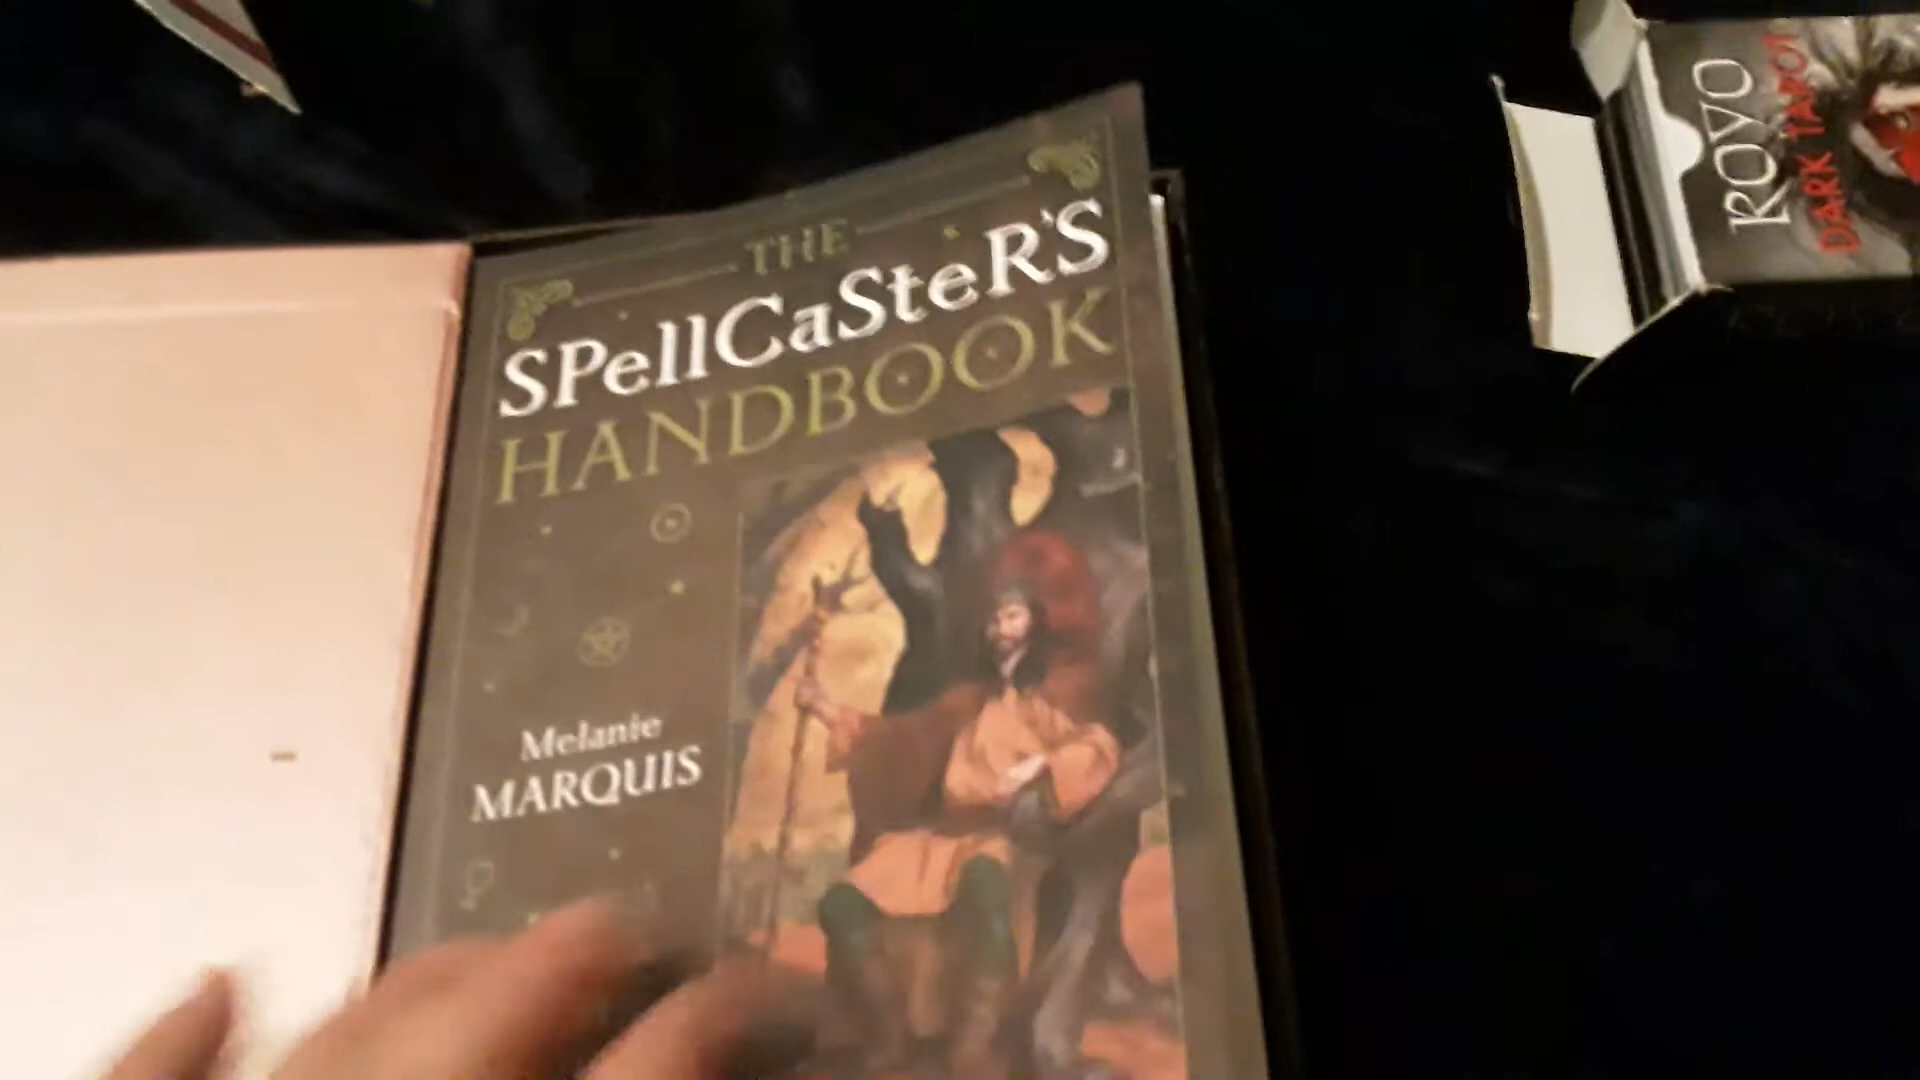 THE
SPellCaSteR'S
HANDBOOK
Melanie
MARQUIS
ROYO
DARK TAROT